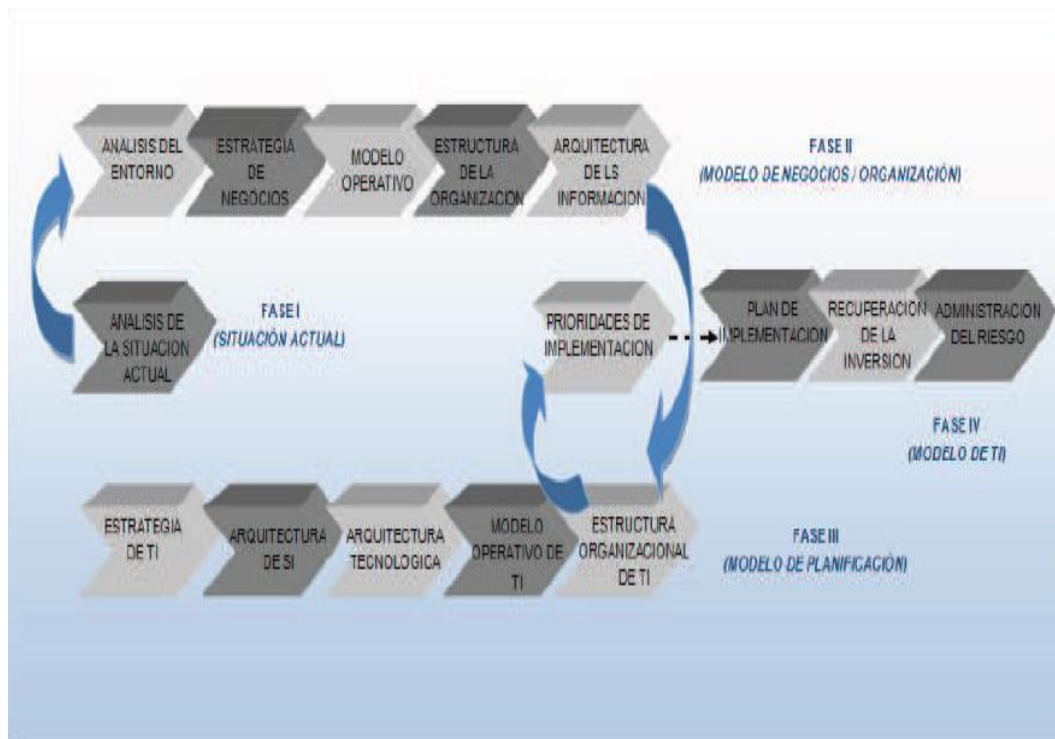 ANALISIS DEL
ENTORNO
ESTRATEGIA
DE
NEGOCIOS
MODELO
OPERATIVO
ESTRUCTURA
DE LA
ORGANIZACION
ARQUITECTURA
DE LS
INFORMACION
FASE II
(MODELO DE NEGOCIOS / ORGANIZACIÓN)
ANALISIS DE
LA SITUACION
ACTUAL
FASE I
(SITUACIÓN ACTUAL)
PRIORIDADES DE
IMPLEMENTACION
PLAN DE
IMPLEMENTACION
RECUPERACION
DE LA
INVERSION
ADMINISTRACION
DEL RIESGO
FASE IV
(MODELO DE TI)
ESTRATEGIA
DE TI
ARQUITECTURA
DE SI
ARQUITECTURA
TECNOLOGICA
MODELO
OPERATIVO DE
TI
ESTRUCTURA
ORGANIZACIONAL
DE TI
FASE III
(MODELO DE PLANIFICACIÓN)